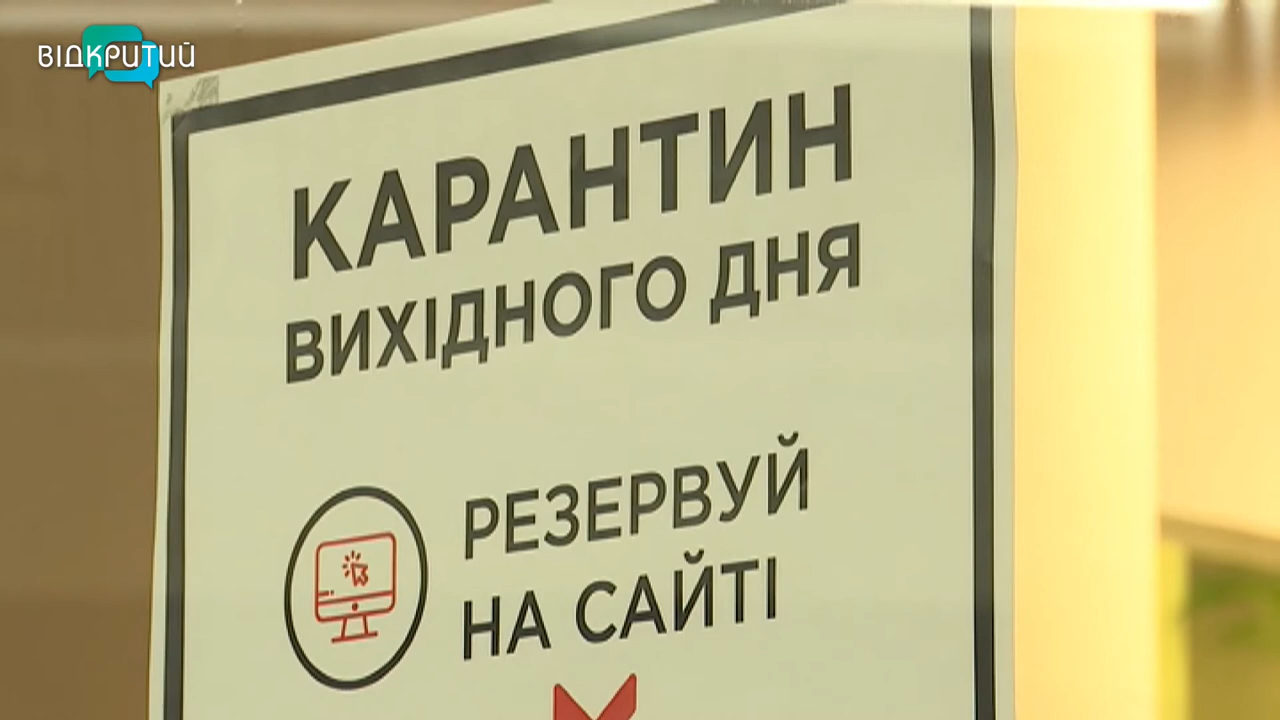 ВІДКРИТИЙ
КАРАНТИН
ВИХІДНОГО ДНЯ
РЕЗЕРВУЙ
НА САЙТІ